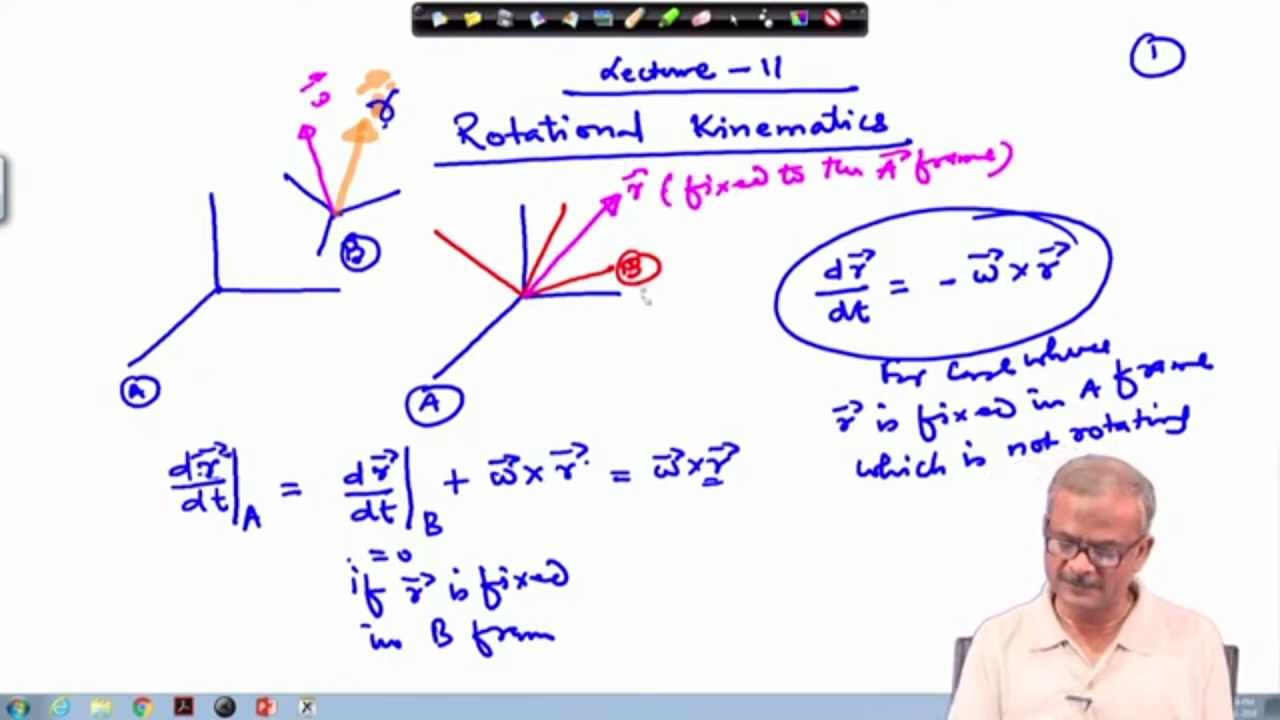 Lecture - 11
1
Rotational Kinematics
r⃗ (fixed to the A⃗ frame)
ω⃗
B
B
A
A
dr⃗/dt = - ω⃗ × r⃗
For case where
r⃗ is fixed in A frame
which is not rotating
dr⃗/dt|A = dr⃗/dt|B + ω⃗ × r⃗ = ω⃗ × r⃗
= 0
if r⃗ is fixed
in B fram